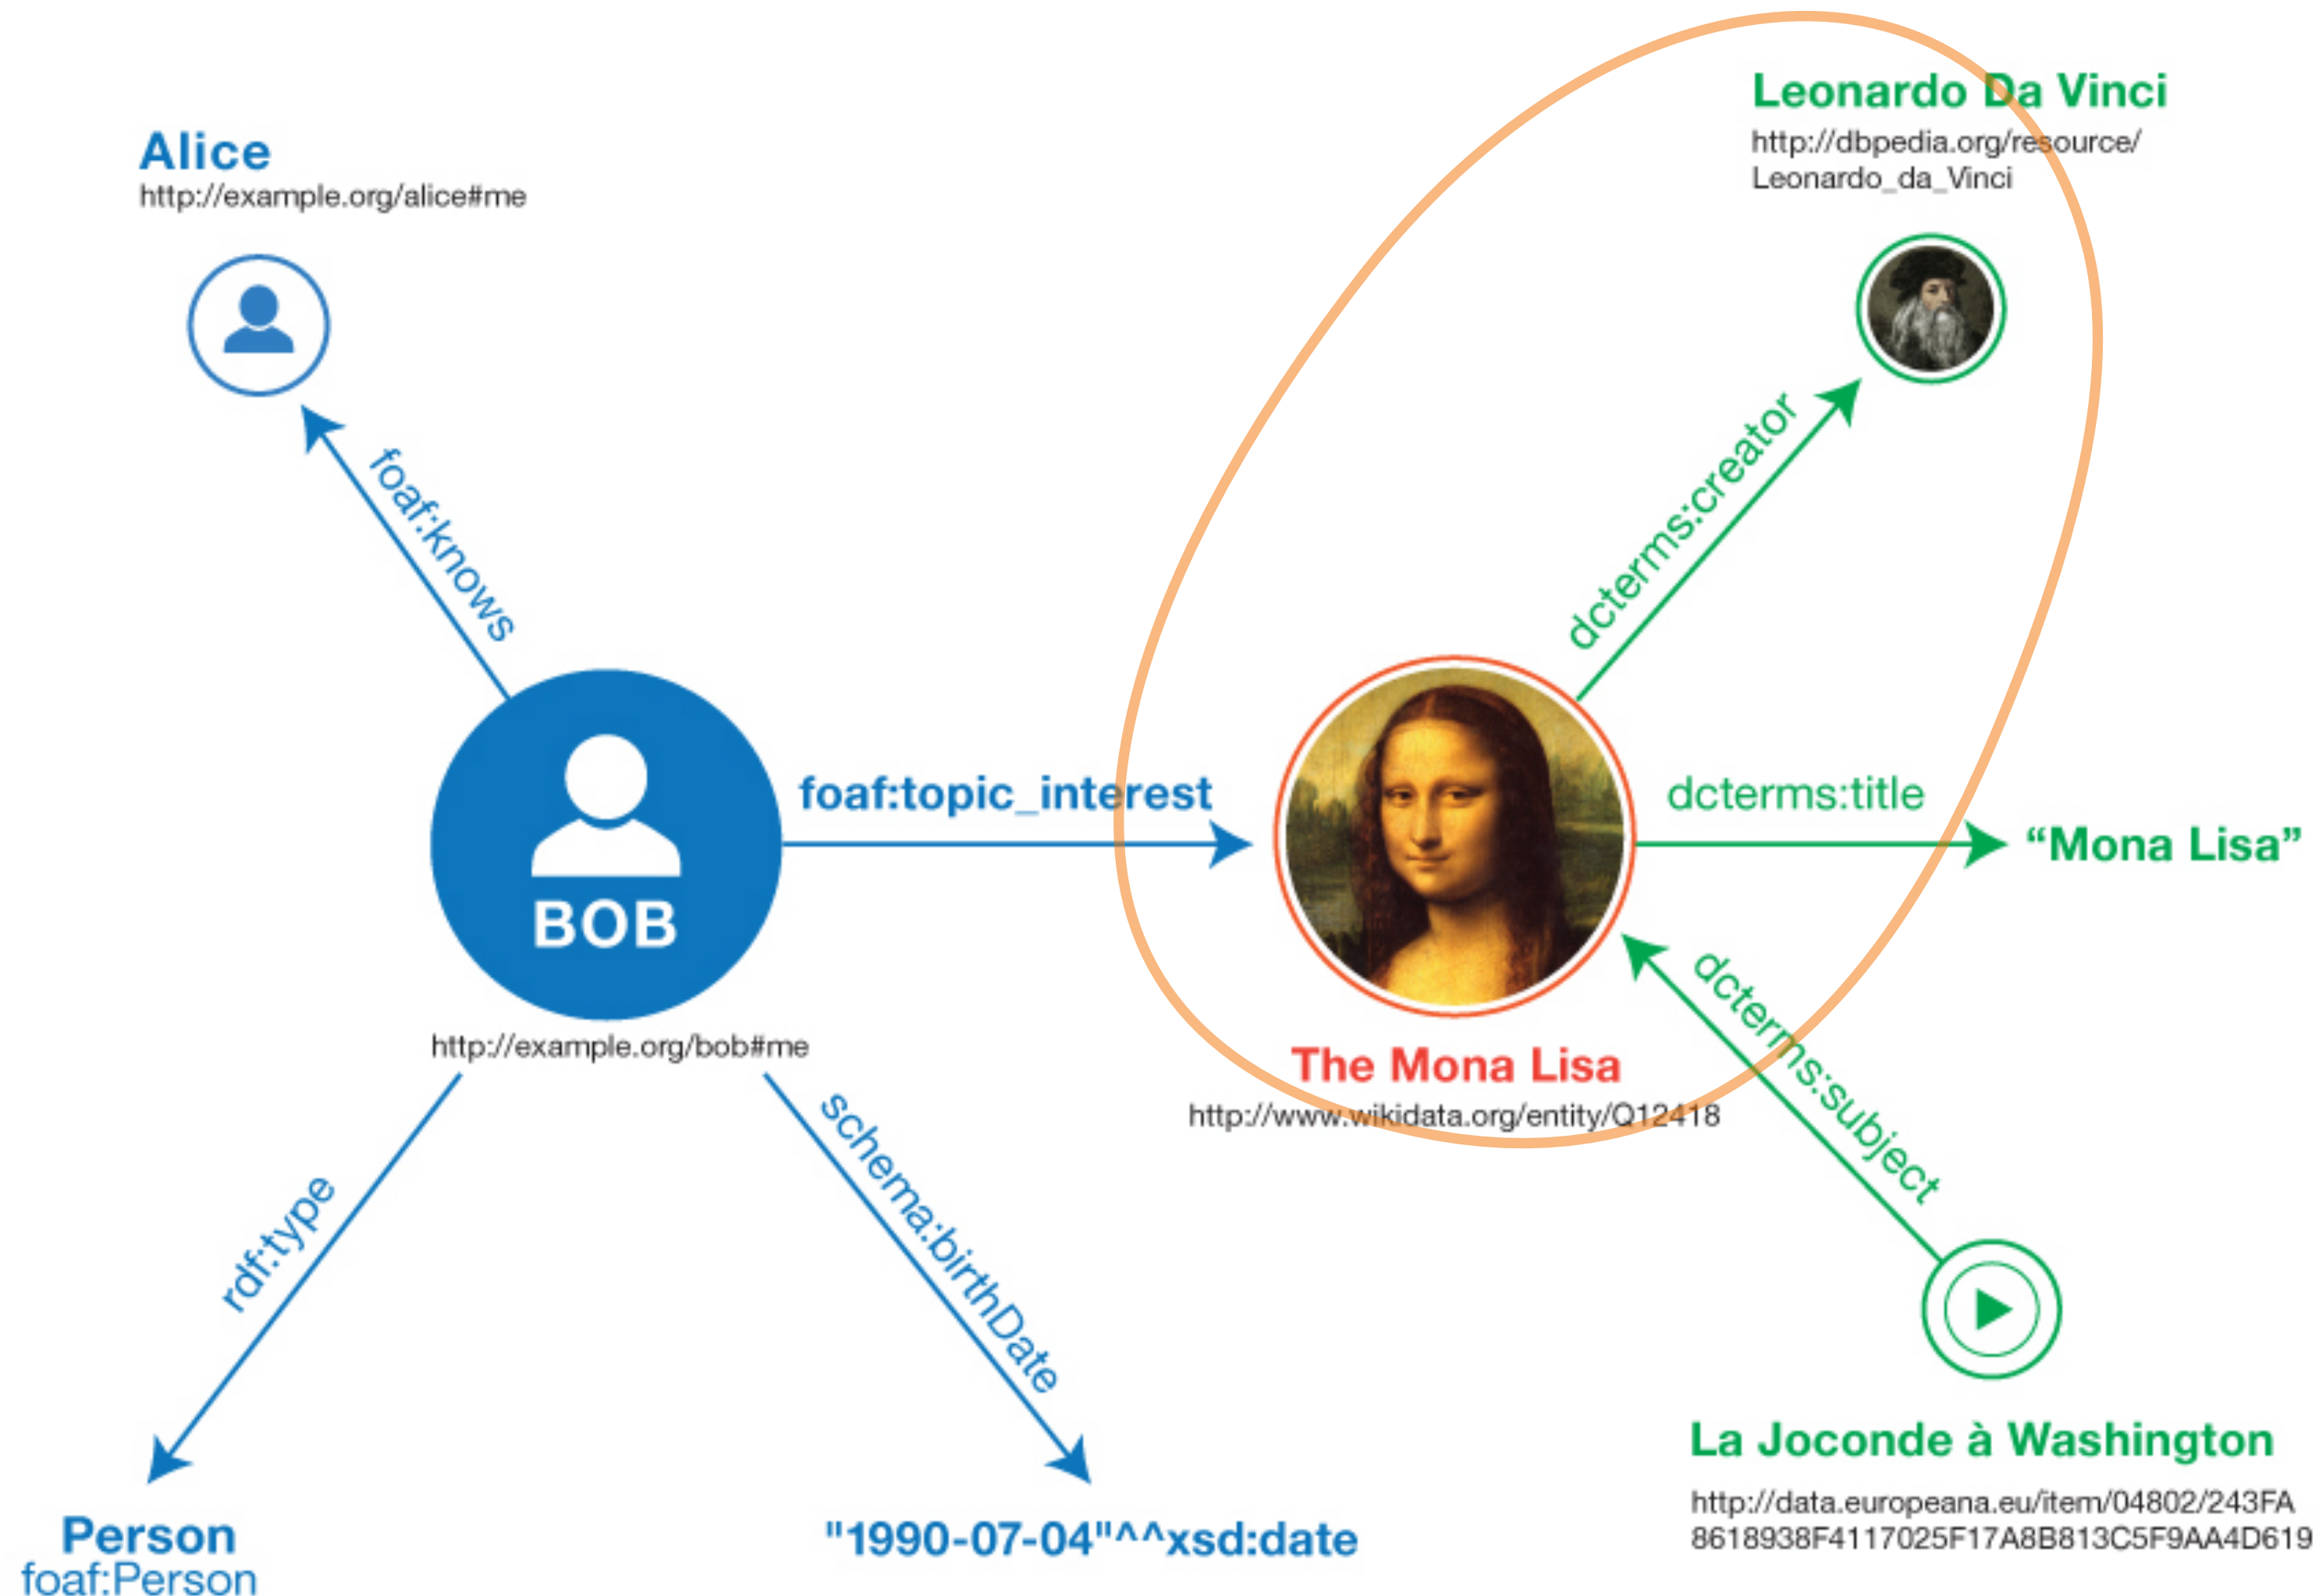 Leonardo Da Vinci
http://dbpedia.org/resource/
Leonardo_da_Vinci
Alice
http://example.org/alice#me
foaf:knows
dcterms:creator
foaf:topic_interest
dcterms:title
“Mona Lisa”
BOB
http://example.org/bob#me
The Mona Lisa
http://www.wikidata.org/entity/Q12418
dcterms:subject
rdf:type
schema:birthDate
La Joconde à Washington
http://data.europeana.eu/item/04802/243FA
8618938F4117025F17A8B813C5F9AA4D619
Person
foaf:Person
"1990-07-04"^^xsd:date